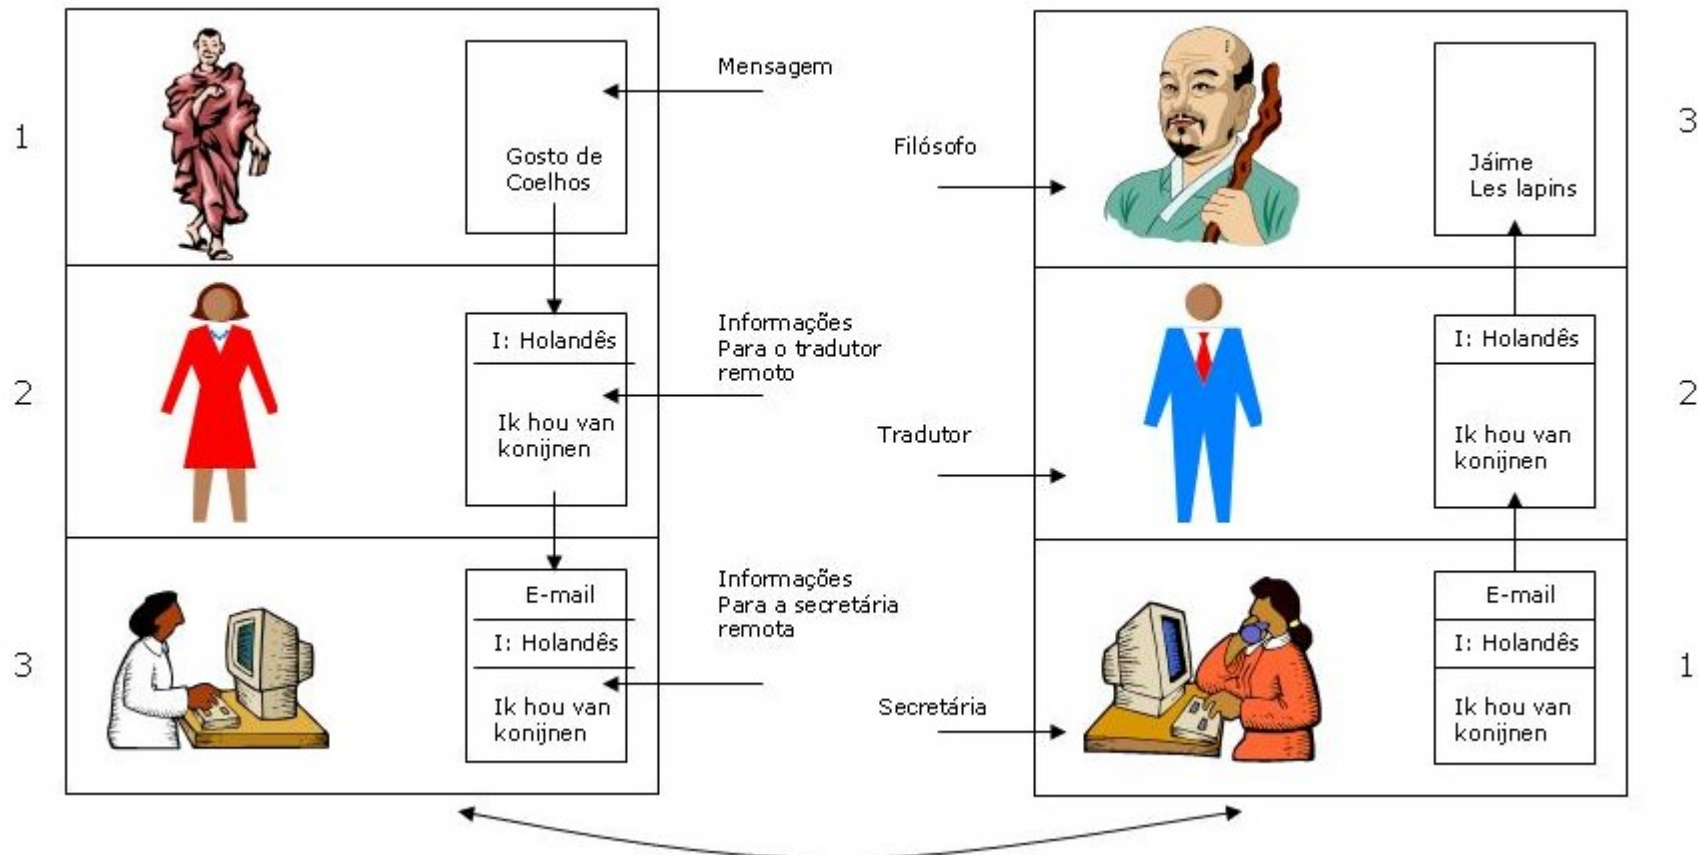 1
Gosto de
Coelhos
Mensagem
Filósofo
Jáime
Les lapins
3
2
I: Holandês
Ik hou van
konijnen
Informações
Para o tradutor
remoto
Tradutor
I: Holandês
Ik hou van
konijnen
2
3
E-mail
I: Holandês
Ik hou van
konijnen
Informações
Para a secretária
remota
Secretária
E-mail
I: Holandês
Ik hou van
konijnen
1